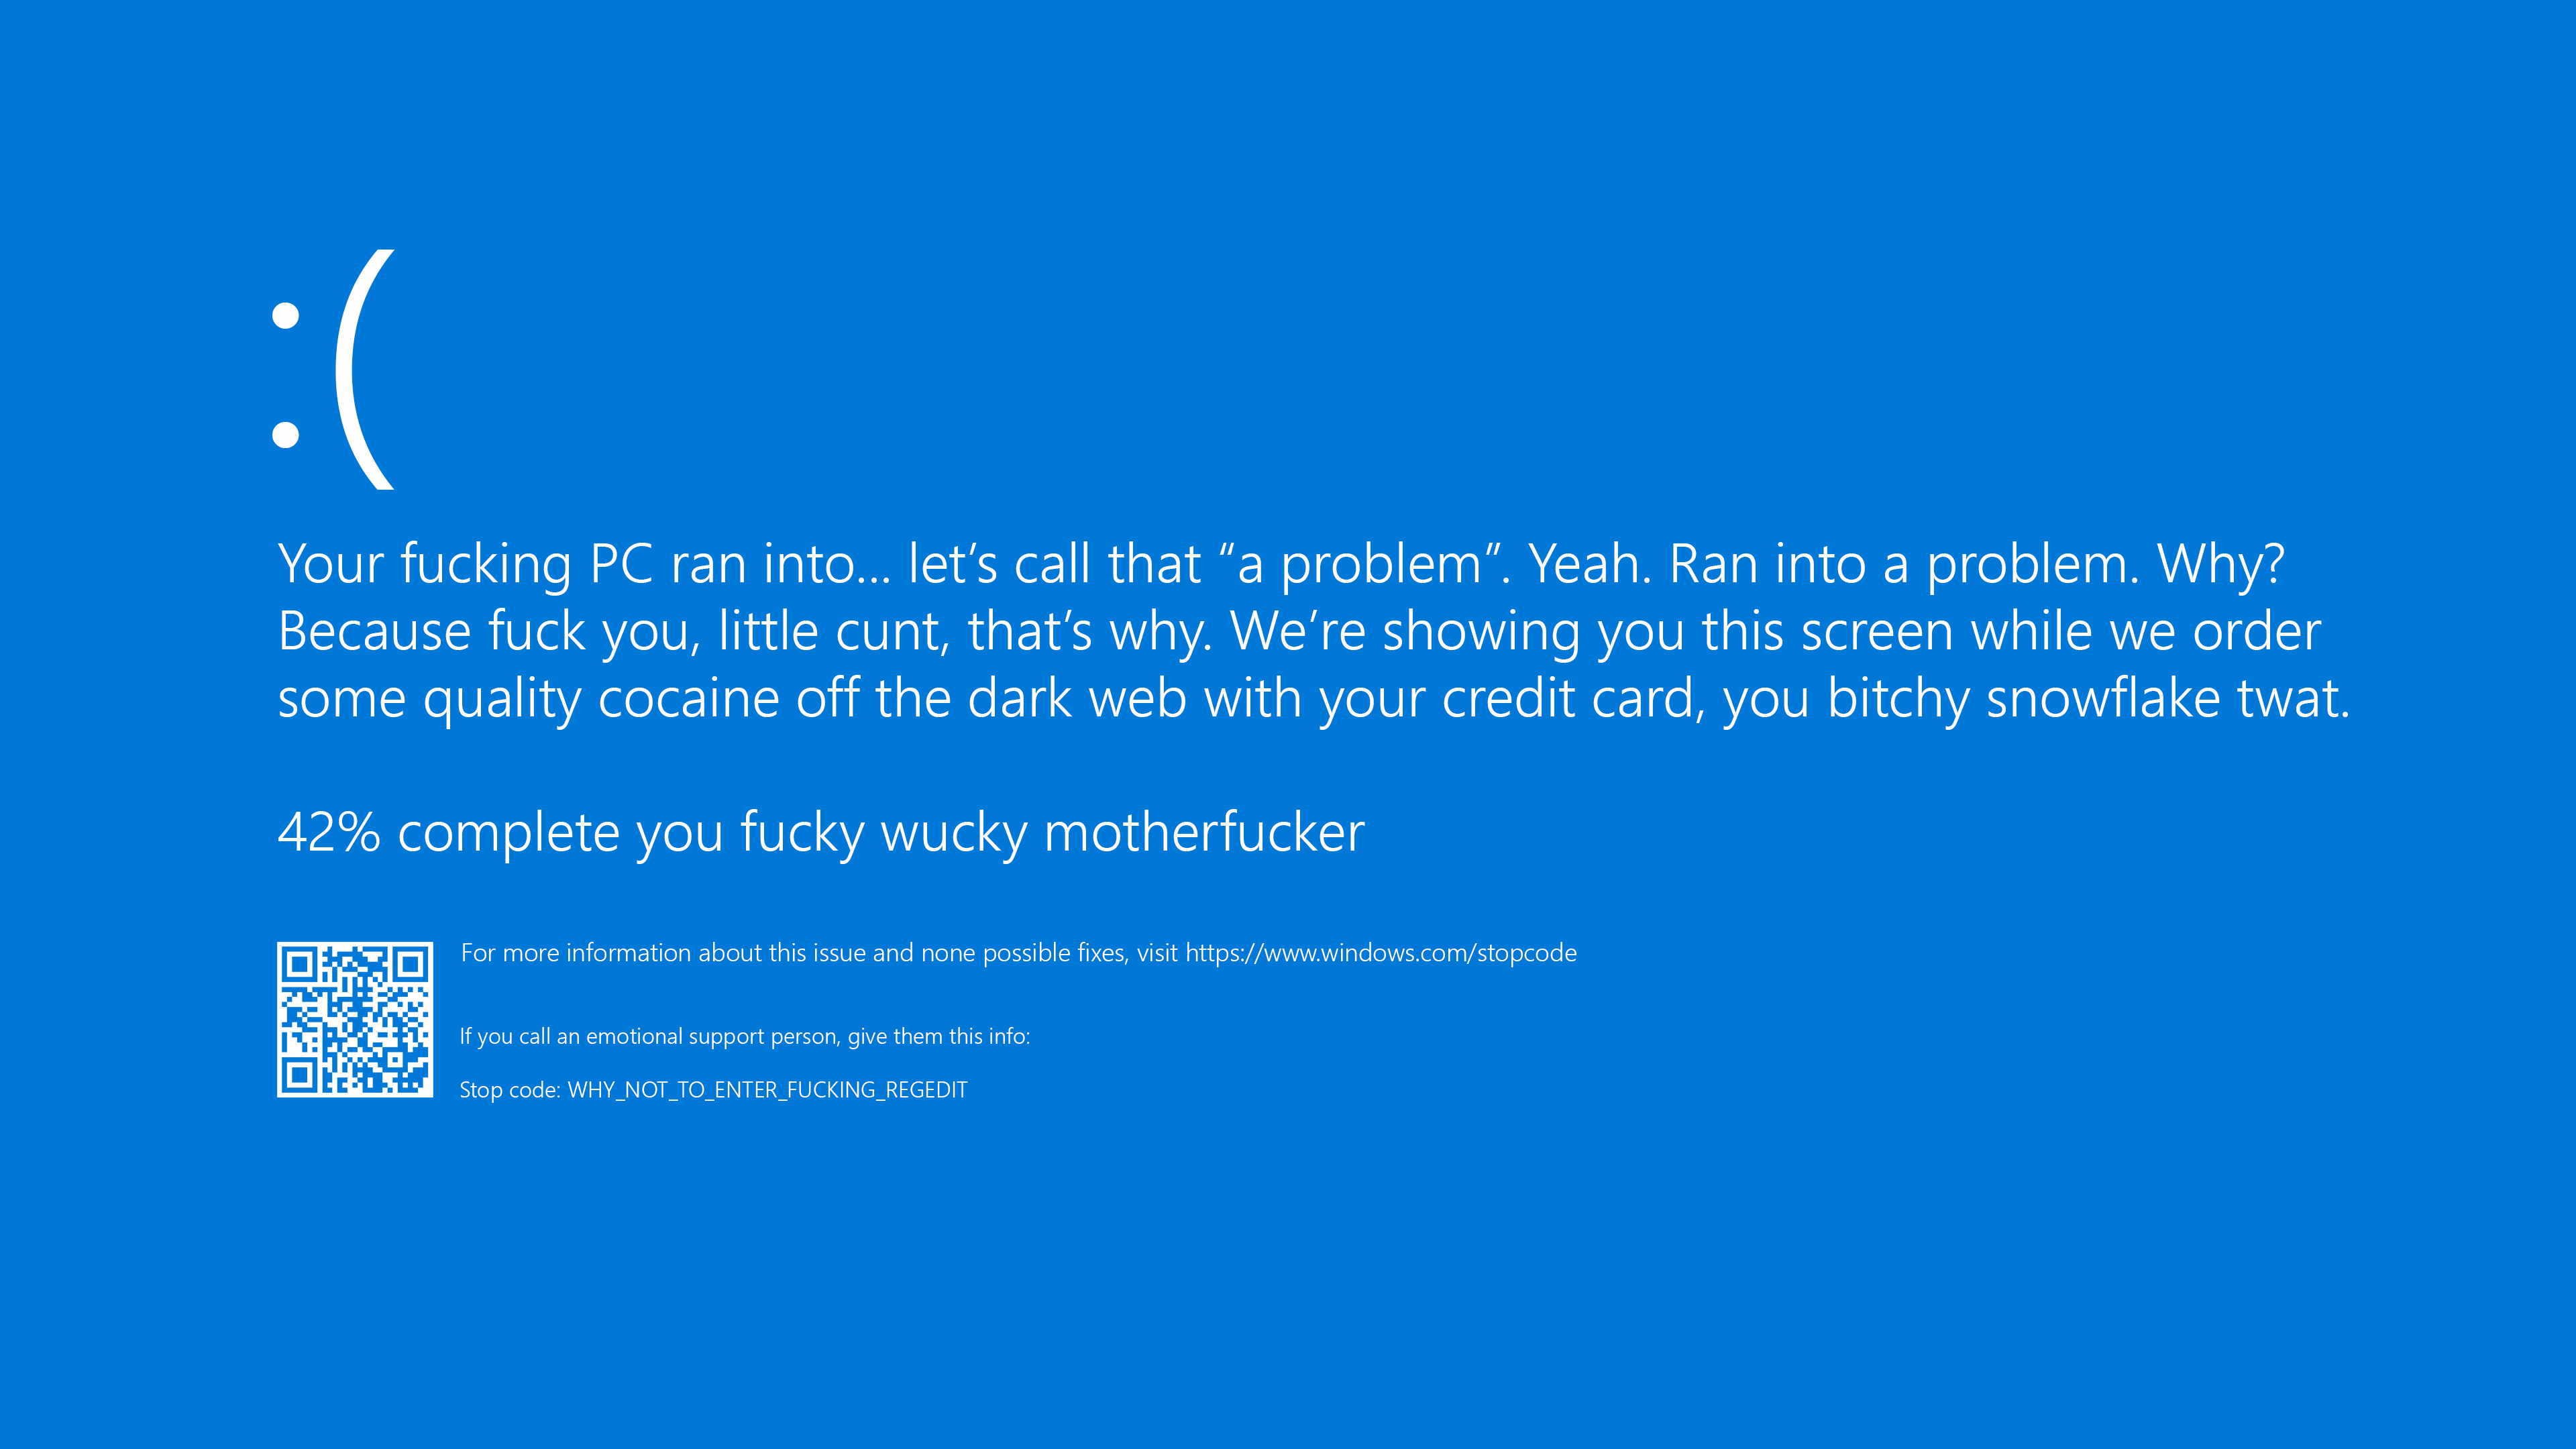 :(
Your fucking PC ran into... let’s call that “a problem”. Yeah. Ran into a problem. Why?
Because fuck you, little cunt, that’s why. We’re showing you this screen while we order
some quality cocaine off the dark web with your credit card, you bitchy snowflake twat.
42% complete you fucky wucky motherfucker
For more information about this issue and none possible fixes, visit https://www.windows.com/stopcode
If you call an emotional support person, give them this info:
Stop code: WHY_NOT_TO_ENTER_FUCKING_REGEDIT